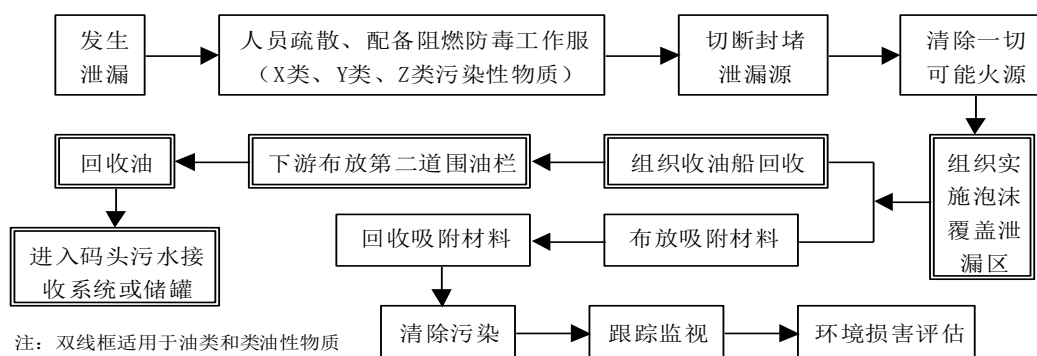 发生
泄漏
人员疏散、配备阻燃防毒工作服
（X类、Y类、Z类污染性物质）
切断封堵
泄漏源
清除一切
可能火源
组织实
施泡沫
覆盖泄
漏区
组织收油船回收
下游布放第二道围油栏
回收油
进入码头污水接
收系统或储罐
布放吸附材料
回收吸附材料
清除污染
跟踪监视
环境损害评估
注：双线框适用于油类和类油性物质